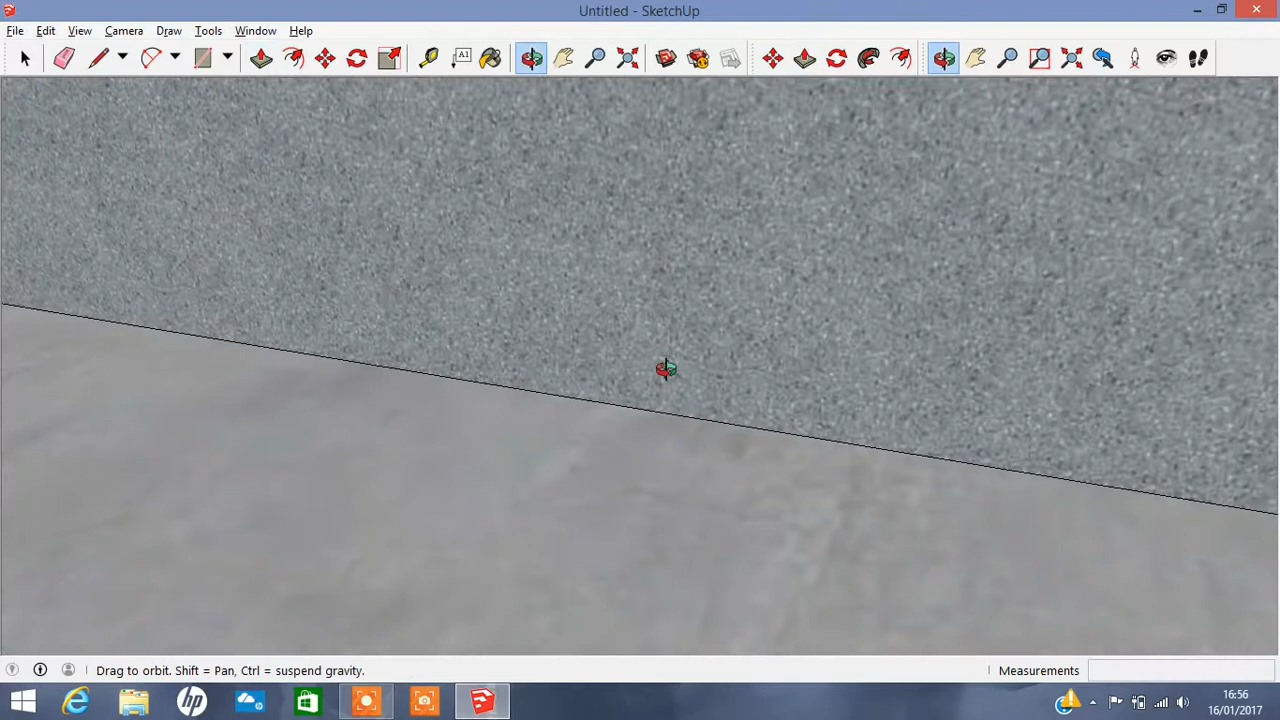 Untitled - SketchUp
File Edit View Camera Draw Tools Window Help
A1
Drag to orbit. Shift = Pan, Ctrl = suspend gravity.
Measurements
16:56
16/01/2017